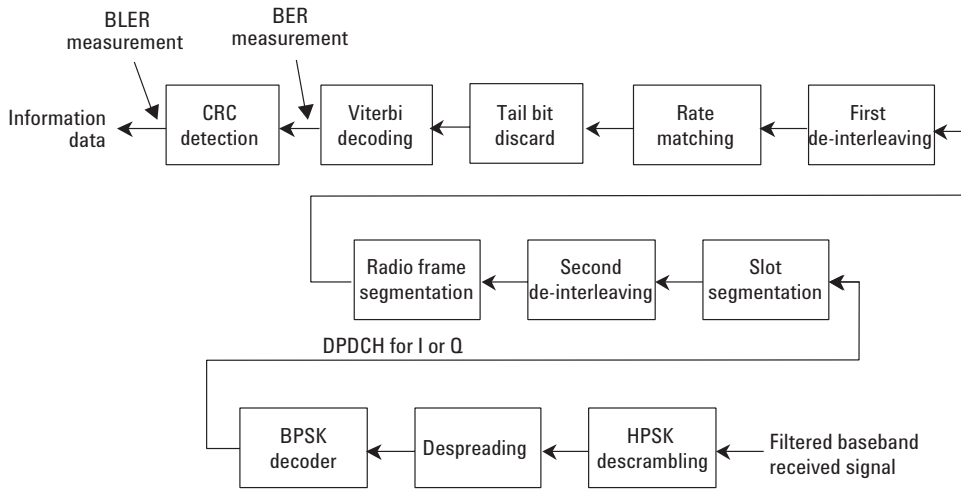 BLER
measurement
BER
measurement
Information
data
CRC
detection
Viterbi
decoding
Tail bit
discard
Rate
matching
First
de-interleaving
Radio frame
segmentation
Second
de-interleaving
Slot
segmentation
DPDCH for I or Q
BPSK
decoder
Despreading
HPSK
descrambling
Filtered baseband
received signal